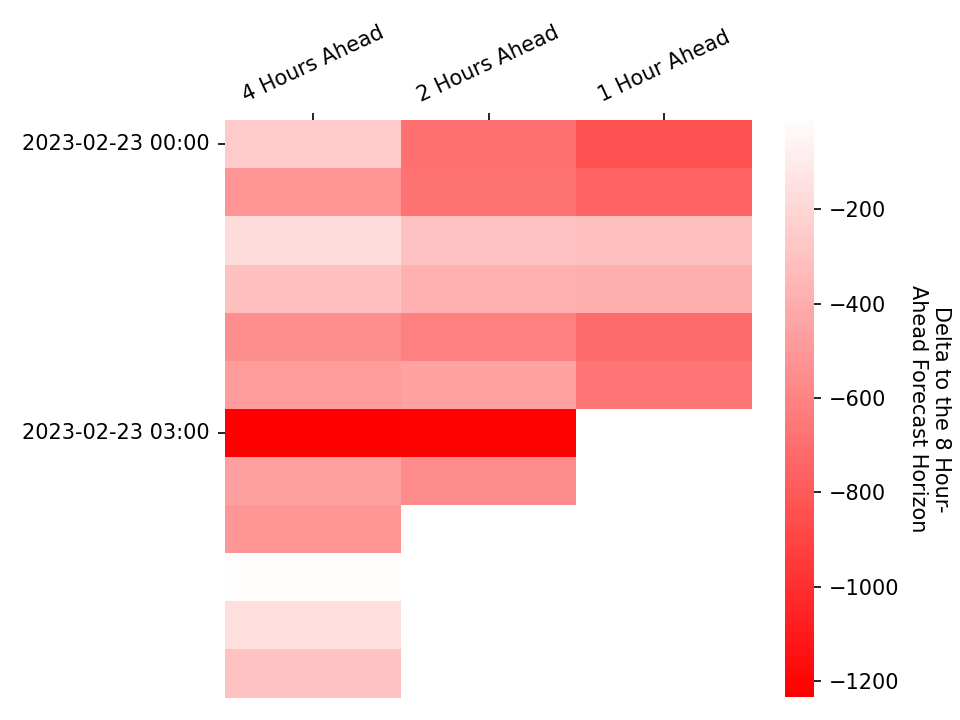 4 Hours Ahead
2 Hours Ahead
1 Hour Ahead
2023-02-23 00:00
2023-02-23 03:00
−200
−400
−600
−800
−1000
−1200
Delta to the 8 Hour-
Ahead Forecast Horizon